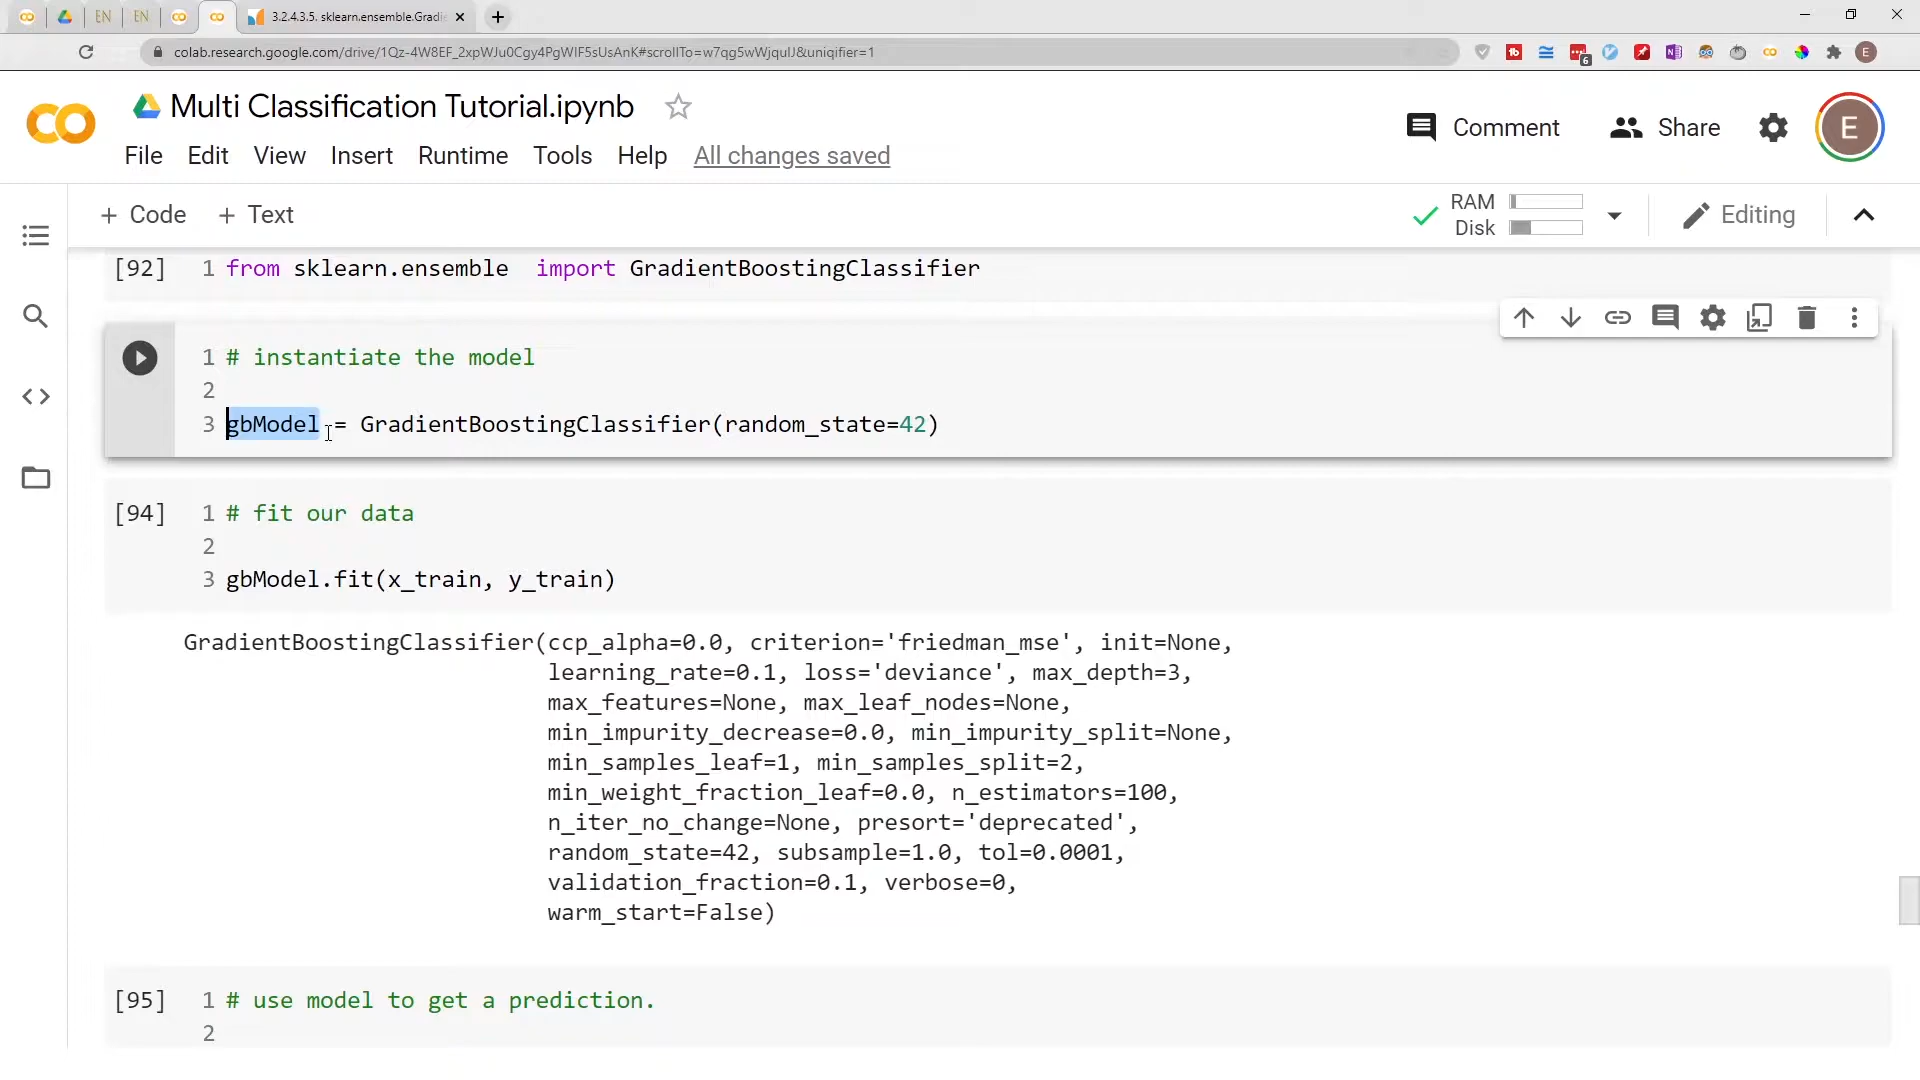 EN
EN
3.2.4.3.5. sklearn.ensemble.Gradie
colab.research.google.com/drive/1Qz-4W8EF_2xpWJu0Cgy4PgWIF5sUsAnK#scrollTo=w7qg5wWjquIJ&uniqifier=1
6
E
Multi Classification Tutorial.ipynb
Comment
Share
E
File Edit View Insert Runtime Tools Help All changes saved
+ Code + Text
RAM
Disk
Editing
[92] 1 from sklearn.ensemble  import GradientBoostingClassifier
1 # instantiate the model
2
3 gbModel = GradientBoostingClassifier(random_state=42)
[94] 1 # fit our data
2
3 gbModel.fit(x_train, y_train)
GradientBoostingClassifier(ccp_alpha=0.0, criterion='friedman_mse', init=None,
learning_rate=0.1, loss='deviance', max_depth=3,
max_features=None, max_leaf_nodes=None,
min_impurity_decrease=0.0, min_impurity_split=None,
min_samples_leaf=1, min_samples_split=2,
min_weight_fraction_leaf=0.0, n_estimators=100,
n_iter_no_change=None, presort='deprecated',
random_state=42, subsample=1.0, tol=0.0001,
validation_fraction=0.1, verbose=0,
warm_start=False)
[95] 1 # use model to get a prediction.
2